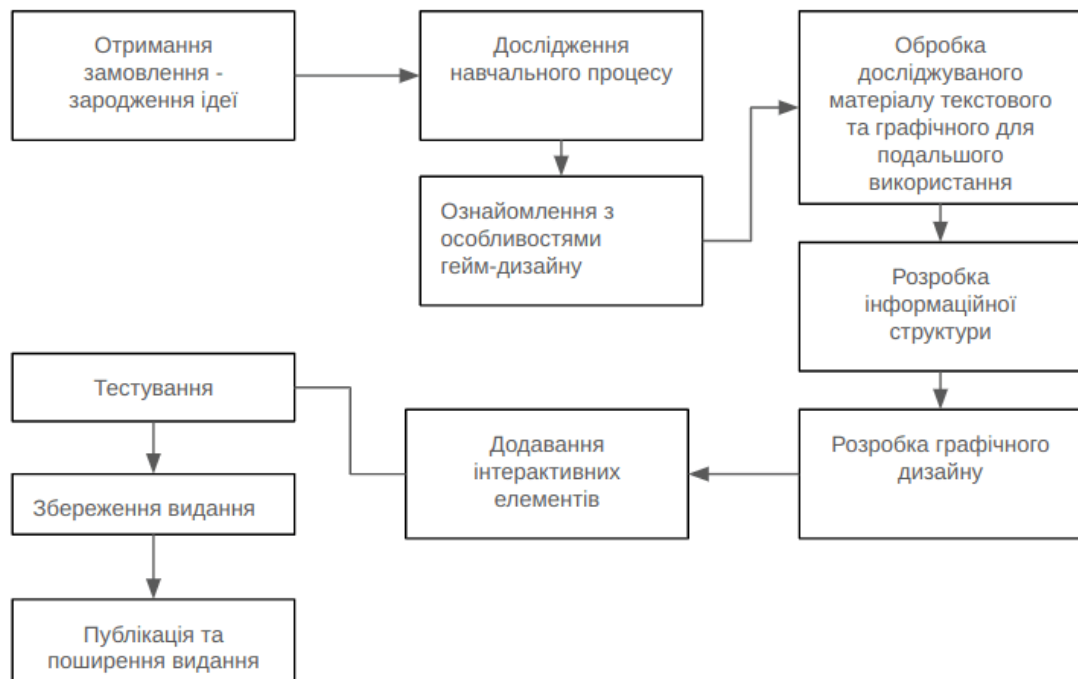 Отримання
замовлення -
зародження ідеї
Дослідження
навчального процесу
Ознайомлення з
особливостями
гейм-дизайну
Обробка
досліджуваного
матеріалу текстового
та графічного для
подальшого
використання
Розробка
інформаційної
структури
Розробка графічного
дизайну
Додавання
інтерактивних
елементів
Тестування
Збереження видання
Публікація та
поширення видання